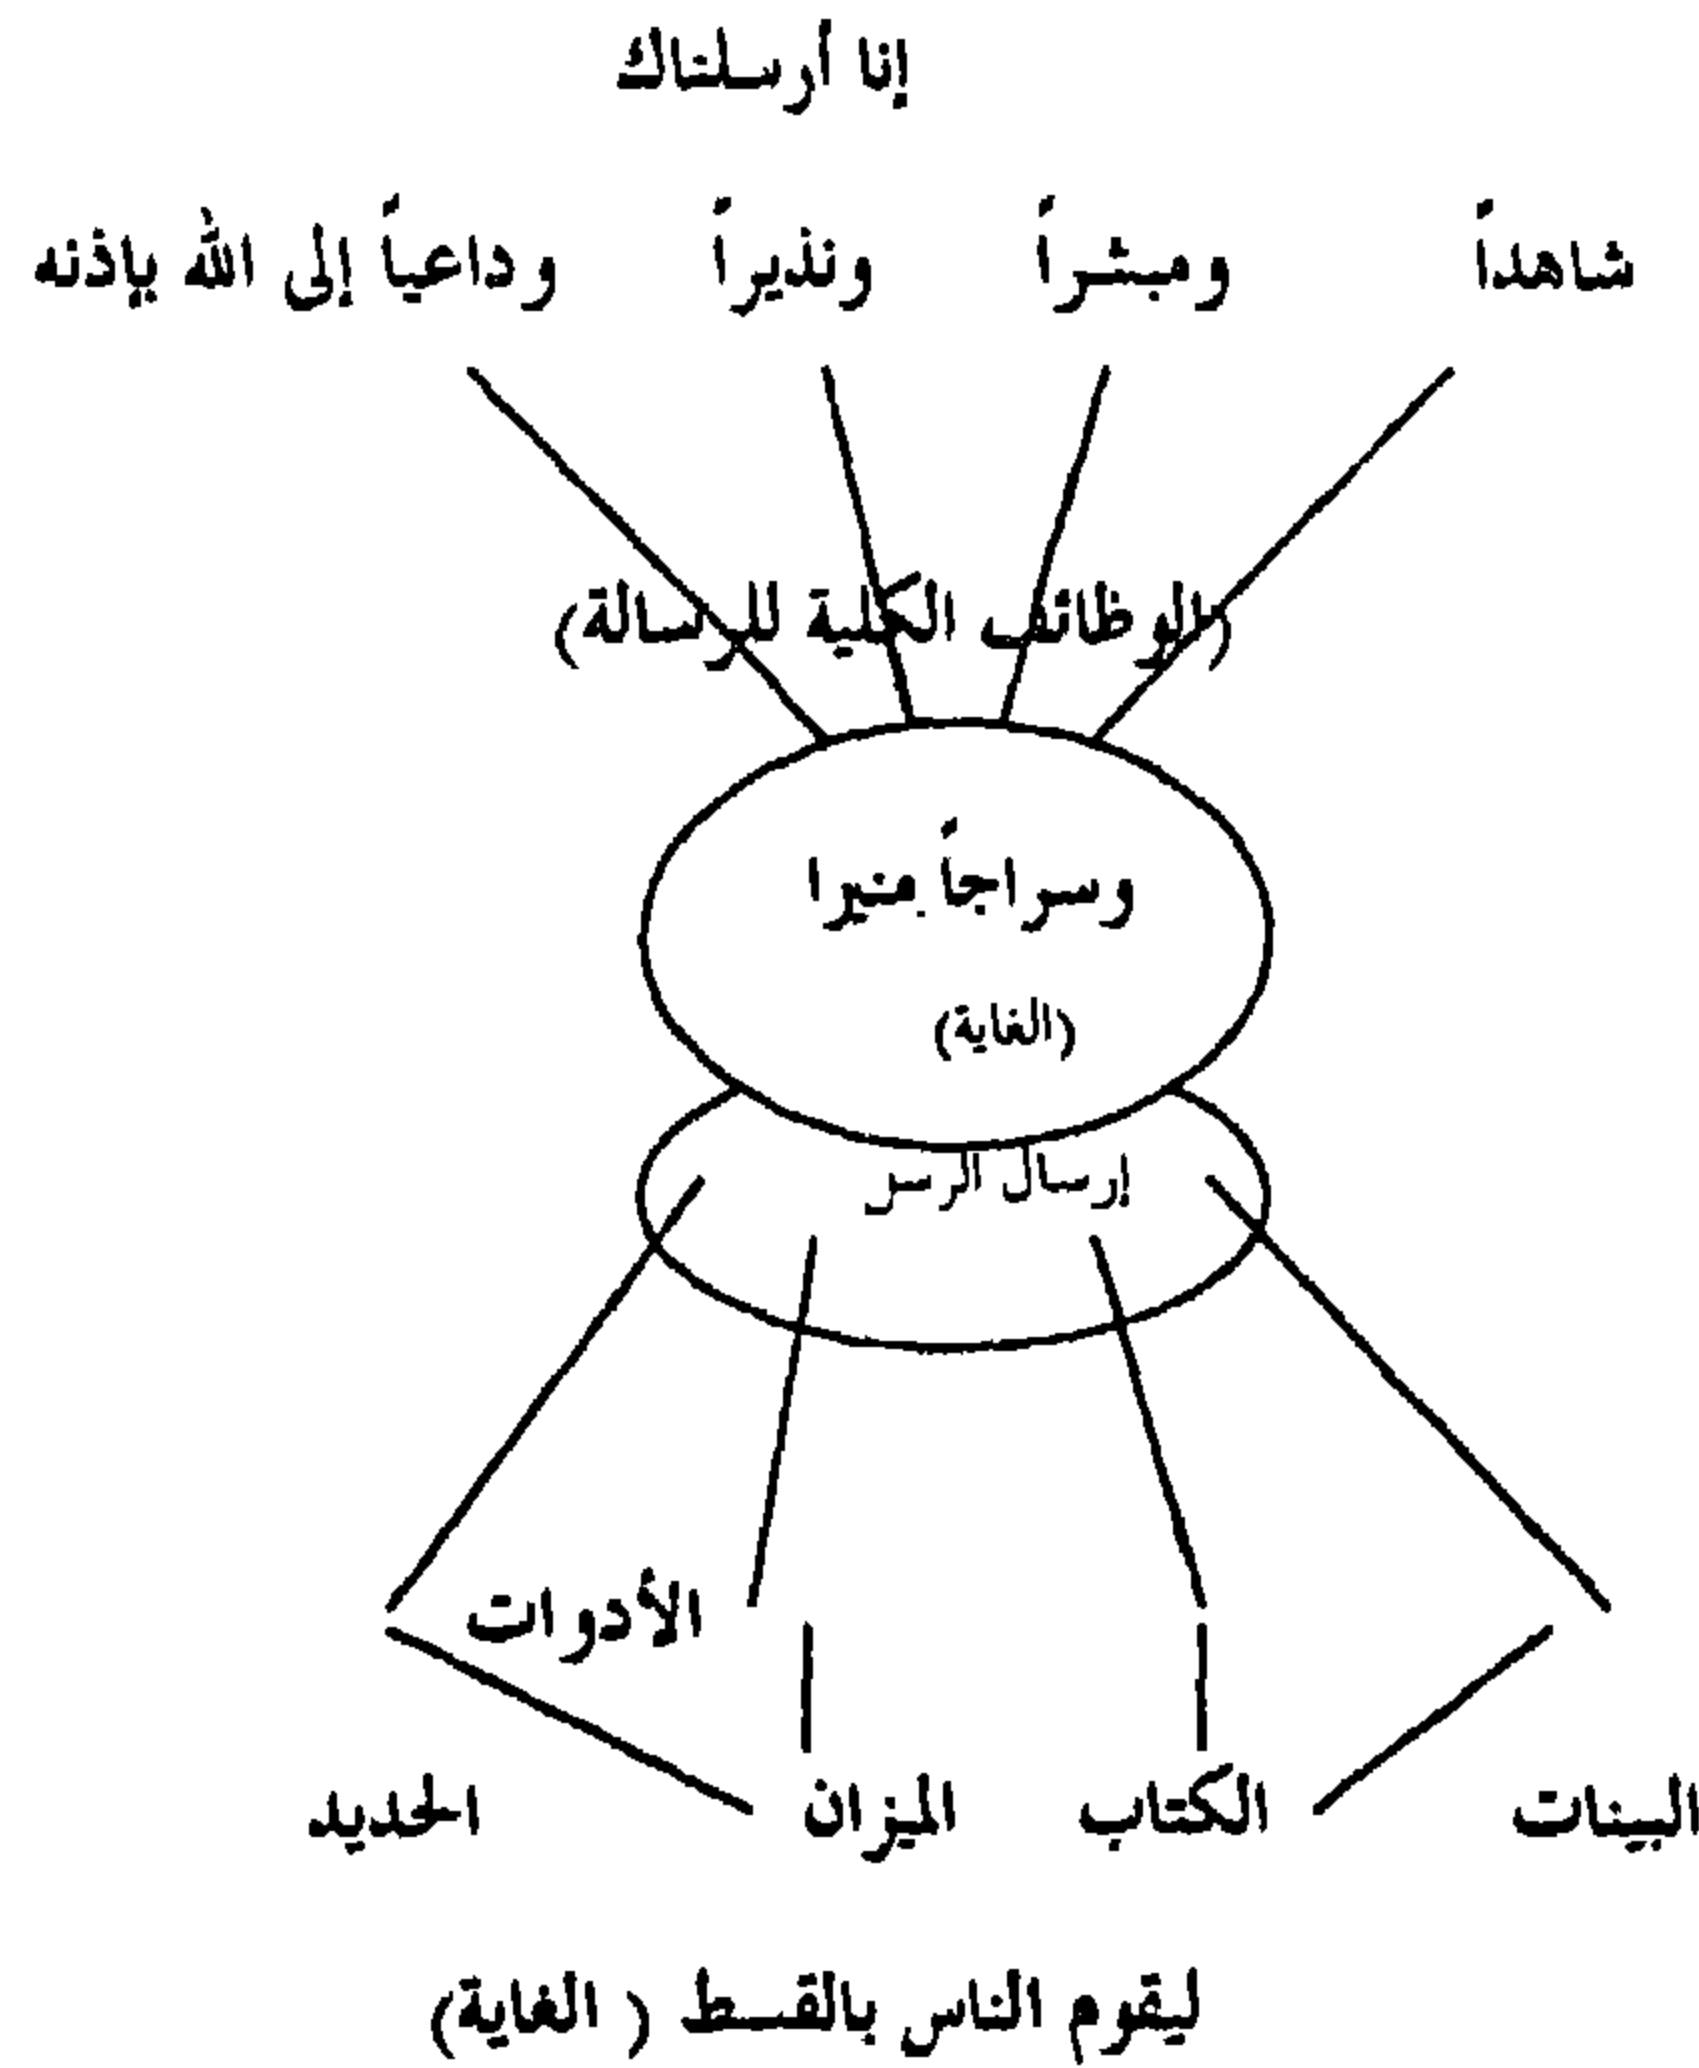 إنا أرسلناك
شاهداً ومبشراً ونذيراً وداعياً إلى الله بإذنه
(الوظائف الكلية للرسالة)
وسراجاً منيرا
(الغاية)
إرسال الرس
الأدوات
البينات الكتاب الميزان الحديد
ليقوم الناس بالقسط ( الغاية)